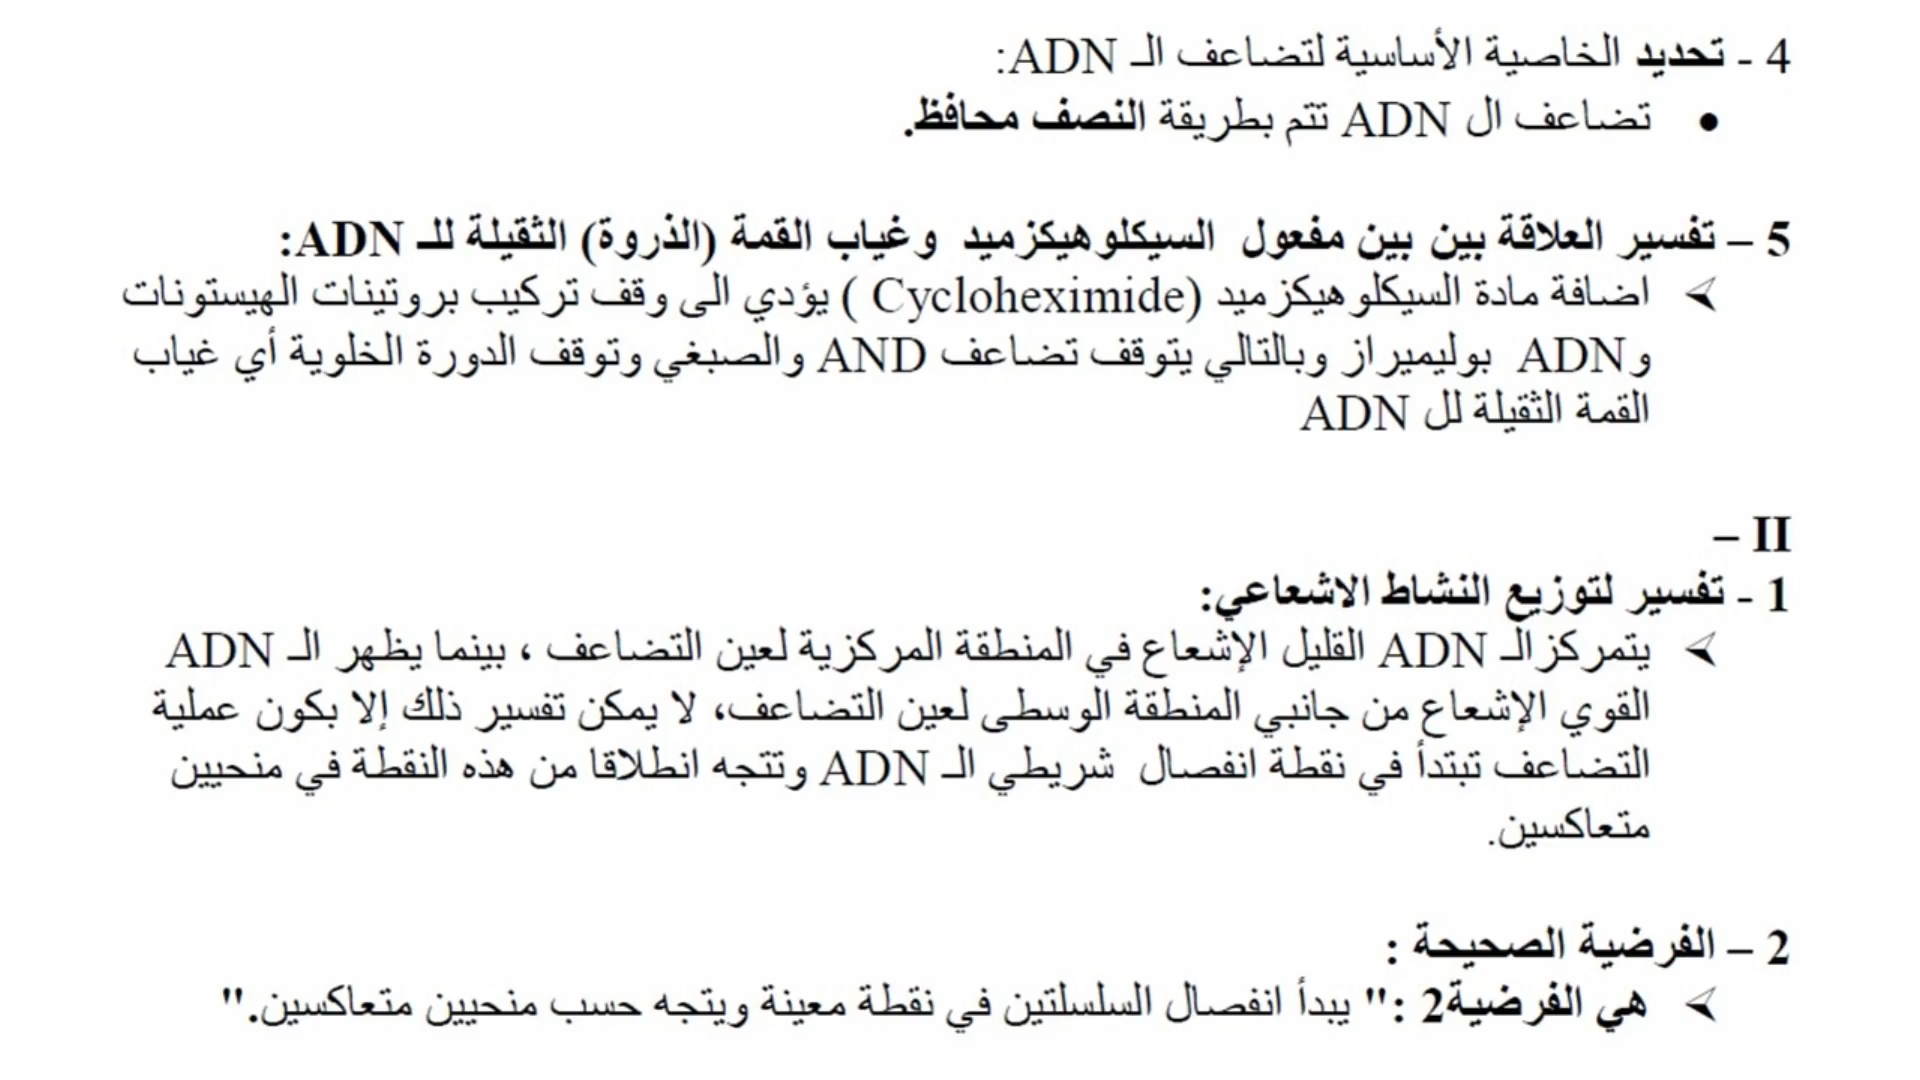 4 - تحديد الخاصية الأساسية لتضاعف الـ ADN:
• تضاعف ال ADN تتم بطريقة النصف محافظ.
5 – تفسير العلاقة بين بين مفعول السيكلوهيكزميد وغياب القمة (الذروة) الثقيلة للـ ADN:
➢ اضافة مادة السيكلوهيكزميد (Cycloheximide ) يؤدي الى وقف تركيب بروتينات الهيستونات
وADN بوليميراز وبالتالي يتوقف تضاعف AND والصبغي وتوقف الدورة الخلوية أي غياب
القمة الثقيلة لل ADN
II –
1 - تفسير لتوزيع النشاط الاشعاعي:
➢ يتمركز الـ ADN القليل الإشعاع في المنطقة المركزية لعين التضاعف ، بينما يظهر الـ ADN
القوي الإشعاع من جانبي المنطقة الوسطى لعين التضاعف، لا يمكن تفسير ذلك إلا بكون عملية
التضاعف تبتدأ في نقطة انفصال شريطي الـ ADN وتتجه انطلاقا من هذه النقطة في منحيين
متعاكسين.
2 – الفرضية الصحيحة :
➢ هي الفرضية2 :" يبدأ انفصال السلسلتين في نقطة معينة ويتجه حسب منحيين متعاكسين."